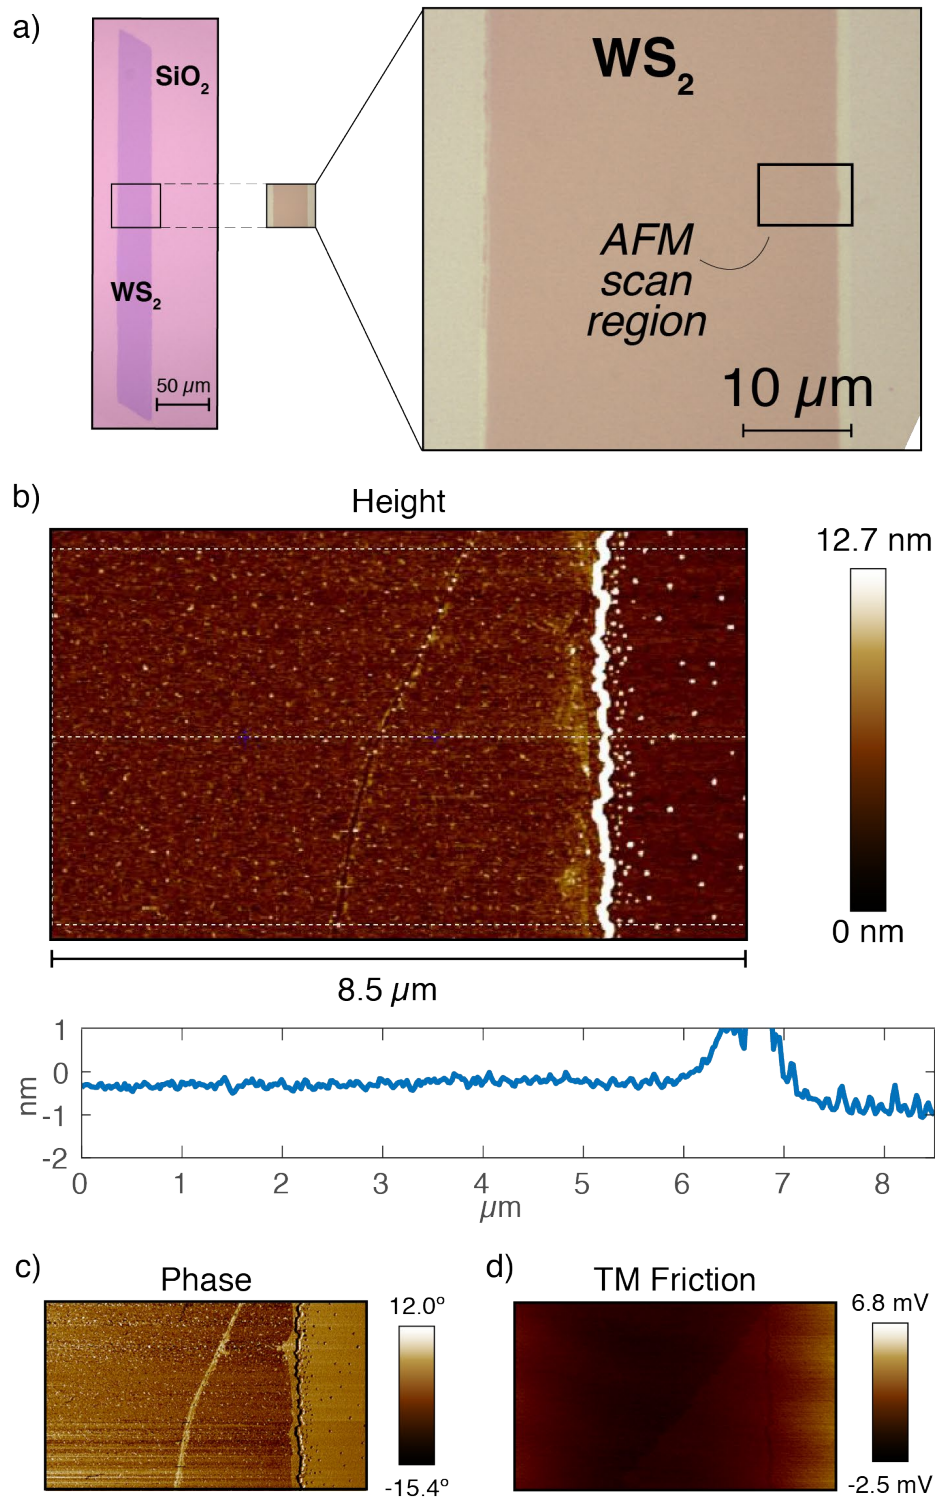 a)
SiO2
WS2
50 µm
WS2
AFM
scan
region
10 µm
b)
Height
12.7 nm
0 nm
8.5 µm
1
0
-1
-2
nm
0 1 2 3 4 5 6 7 8
µm
c)
Phase
12.0°
-15.4°
d)
TM Friction
6.8 mV
-2.5 mV